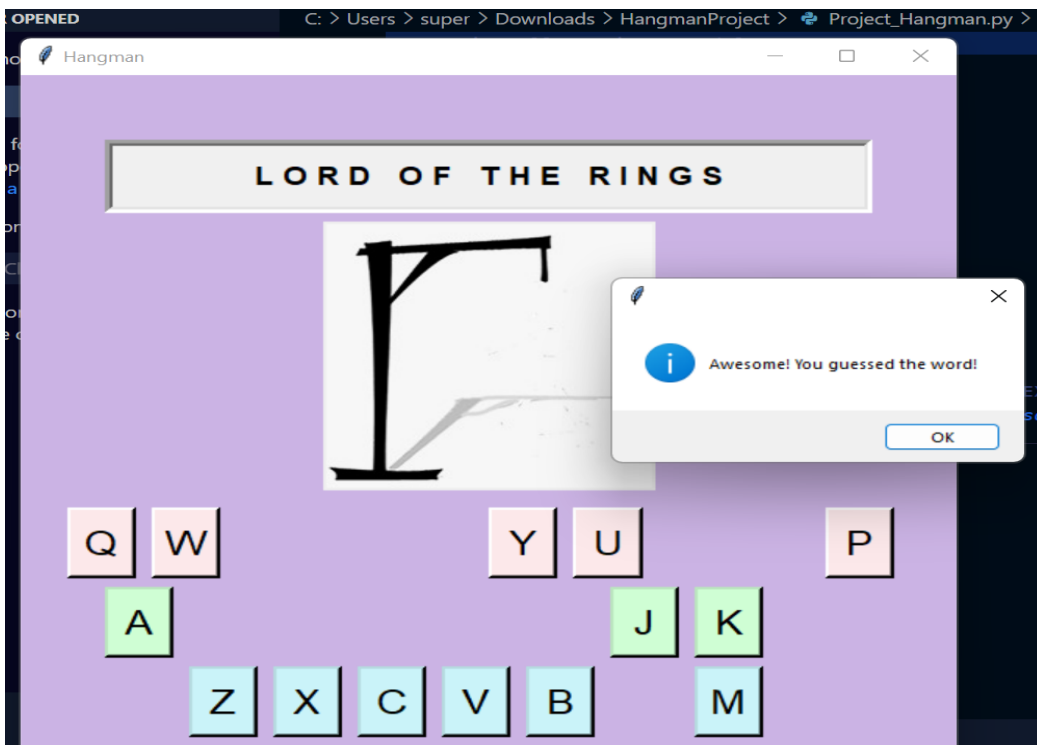 OPENED
C: > Users > super > Downloads > HangmanProject > Project_Hangman.py >
Hangman
LORD OF THE RINGS
Awesome! You guessed the word!
OK
Q W Y U P
A J K
Z X C V B M